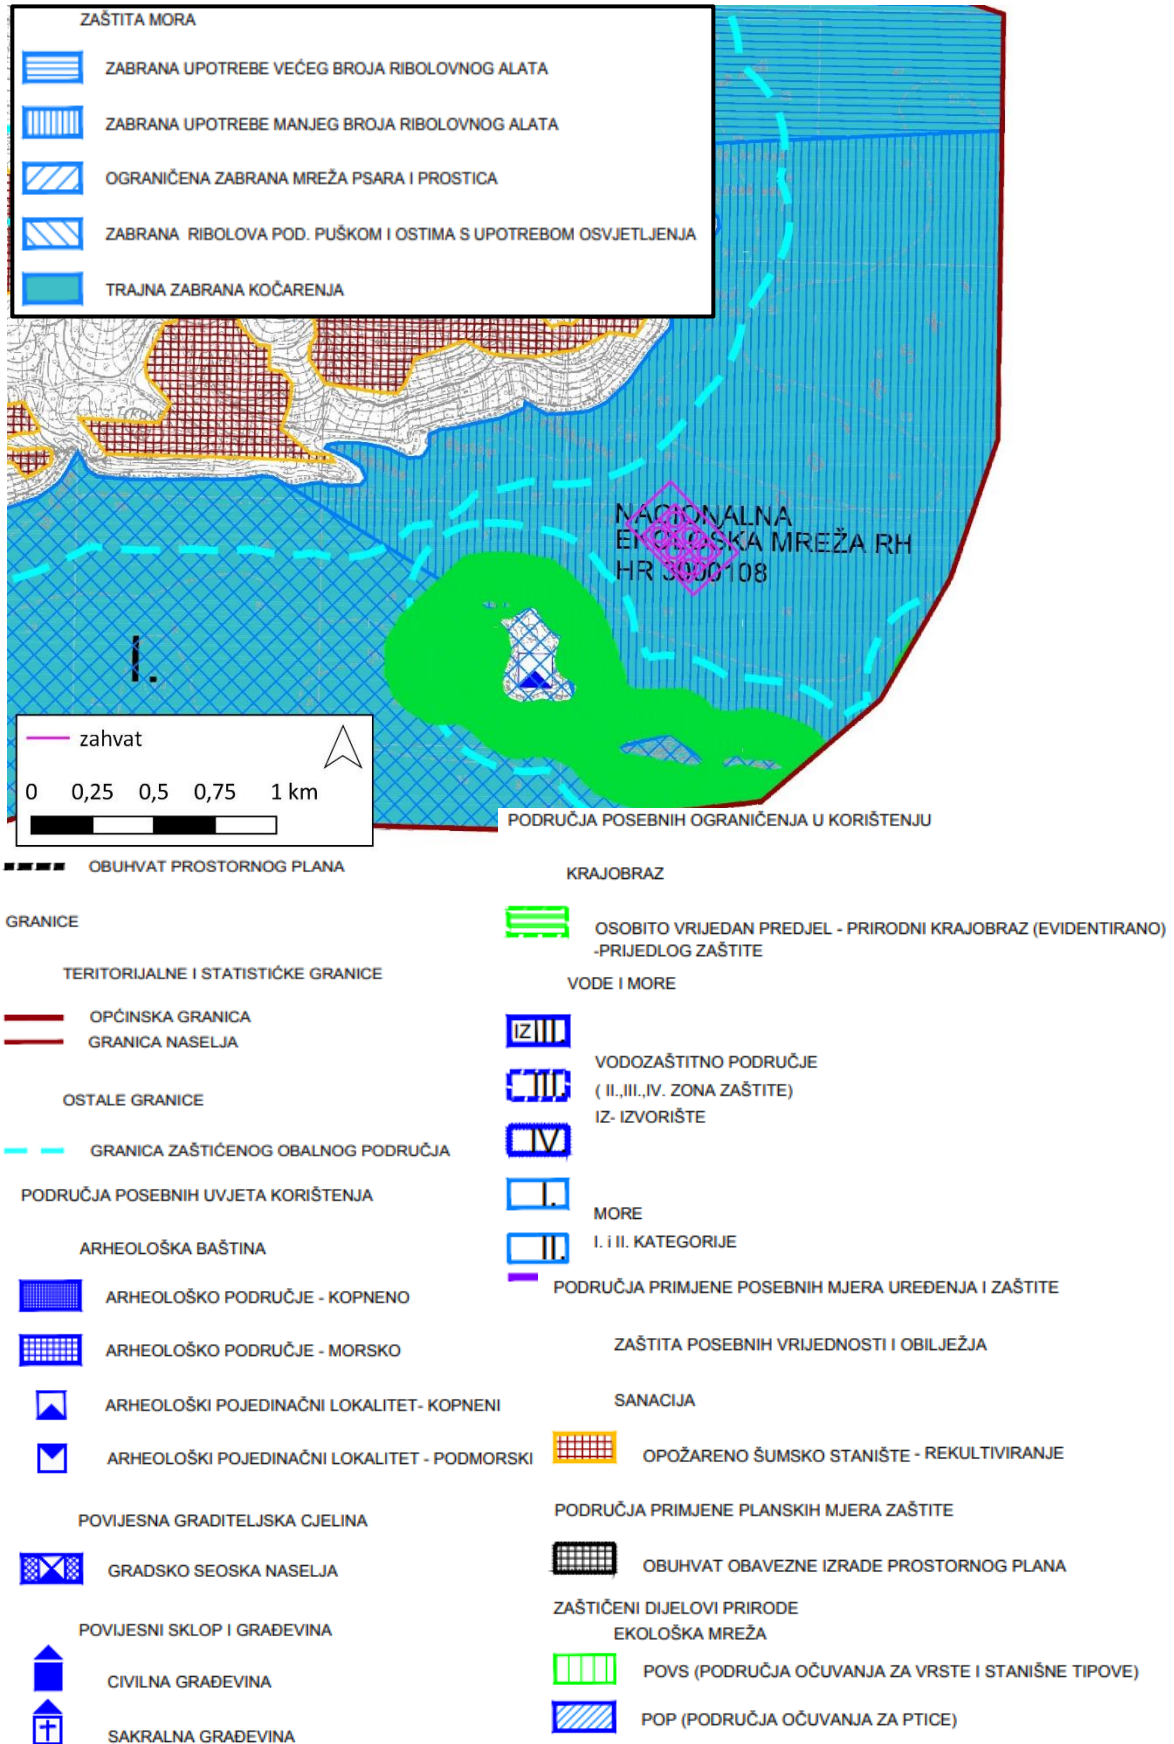 ZAŠTITA MORA
ZABRANA UPOTREBE VEĆEG BROJA RIBOLOVNOG ALATA
ZABRANA UPOTREBE MANJEG BROJA RIBOLOVNOG ALATA
OGRANIČENA ZABRANA MREŽA PSARA I PROSTICA
ZABRANA RIBOLOVA POD. PUŠKOM I OSTIMA S UPOTREBOM OSVJETLJENJA
TRAJNA ZABRANA KOČARENJA
NACIONALNA
EKOLOŠKA MREŽA RH
HR 3000108
I.
zahvat
0 0,25 0,5 0,75 1 km
OBUHVAT PROSTORNOG PLANA
GRANICE
TERITORIJALNE I STATISTIĆKE GRANICE
OPĆINSKA GRANICA
GRANICA NASELJA
OSTALE GRANICE
GRANICA ZAŠTIĆENOG OBALNOG PODRUČJA
PODRUČJA POSEBNIH UVJETA KORIŠTENJA
ARHEOLOŠKA BAŠTINA
ARHEOLOŠKO PODRUČJE - KOPNENO
ARHEOLOŠKO PODRUČJE - MORSKO
ARHEOLOŠKI POJEDINAČNI LOKALITET- KOPNENI
ARHEOLOŠKI POJEDINAČNI LOKALITET - PODMORSKI
POVIJESNA GRADITELJSKA CJELINA
GRADSKO SEOSKA NASELJA
POVIJESNI SKLOP I GRAĐEVINA
CIVILNA GRAĐEVINA
SAKRALNA GRAĐEVINA
PODRUČJA POSEBNIH OGRANIČENJA U KORIŠTENJU
KRAJOBRAZ
OSOBITO VRIJEDAN PREDJEL - PRIRODNI KRAJOBRAZ (EVIDENTIRANO)
-PRIJEDLOG ZAŠTITE
VODE I MORE
IZ III.
VODOZAŠTITNO PODRUČJE
III.
( II.,III.,IV. ZONA ZAŠTITE)
IZ- IZVORIŠTE
IV.
I.
MORE
II.
I. i II. KATEGORIJE
PODRUČJA PRIMJENE POSEBNIH MJERA UREĐENJA I ZAŠTITE
ZAŠTITA POSEBNIH VRIJEDNOSTI I OBILJEŽJA
SANACIJA
OPOŽARENO ŠUMSKO STANIŠTE - REKULTIVIRANJE
PODRUČJA PRIMJENE PLANSKIH MJERA ZAŠTITE
OBUHVAT OBAVEZNE IZRADE PROSTORNOG PLANA
ZAŠTIČENI DIJELOVI PRIRODE
EKOLOŠKA MREŽA
POVS (PODRUČJA OČUVANJA ZA VRSTE I STANIŠNE TIPOVE)
POP (PODRUČJA OČUVANJA ZA PTICE)